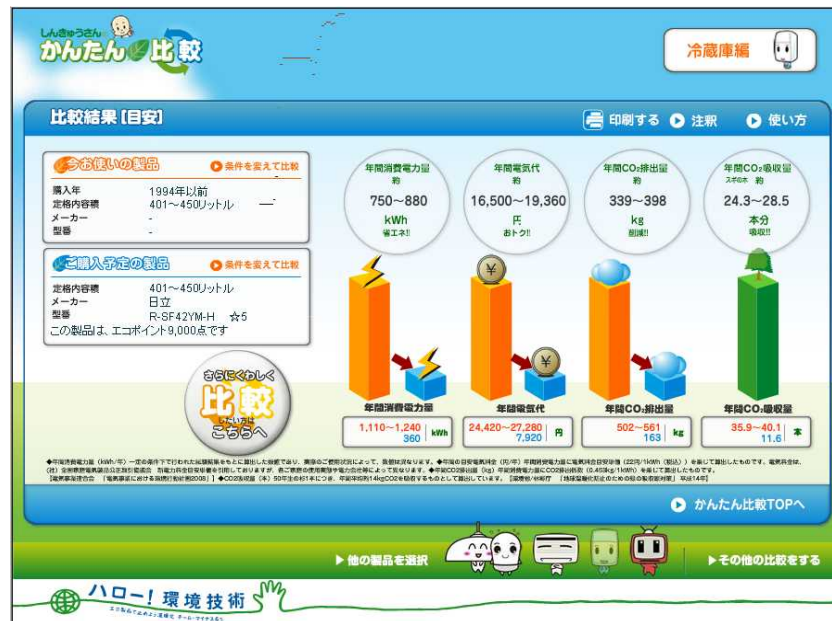 しんきゅうさん
かんたん比較
冷蔵庫編
比較結果［目安］
印刷する
注釈
使い方
今お使いの製品
条件を変えて比較
購入年 1994年以前
定格内容積 401～450リットル
メーカー -
型番 -
ご購入予定の製品
条件を変えて比較
定格内容積 401～450リットル
メーカー 日立
型番 R-SF42YM-H ☆5
この製品は、エコポイント9,000点です
さらにくわしく
比較
したい方は
こちらへ
年間消費電力量
約
750～880
kWh
省エネ!!
年間電気代
約
16,500～19,360
円
おトク!!
年間CO₂排出量
約
339～398
kg
削減!!
年間CO₂吸収量
スギの木 約
24.3～28.5
本分
吸収!!
¥
¥
年間消費電力量
1,110～1,240
360
kWh
年間電気代
24,420～27,280
7,920
円
年間CO₂排出量
502～561
163
kg
年間CO₂吸収量
35.9～40.1
11.6
本
かんたん比較TOPへ
他の製品を選択
その他の比較をする
ハロー！環境技術